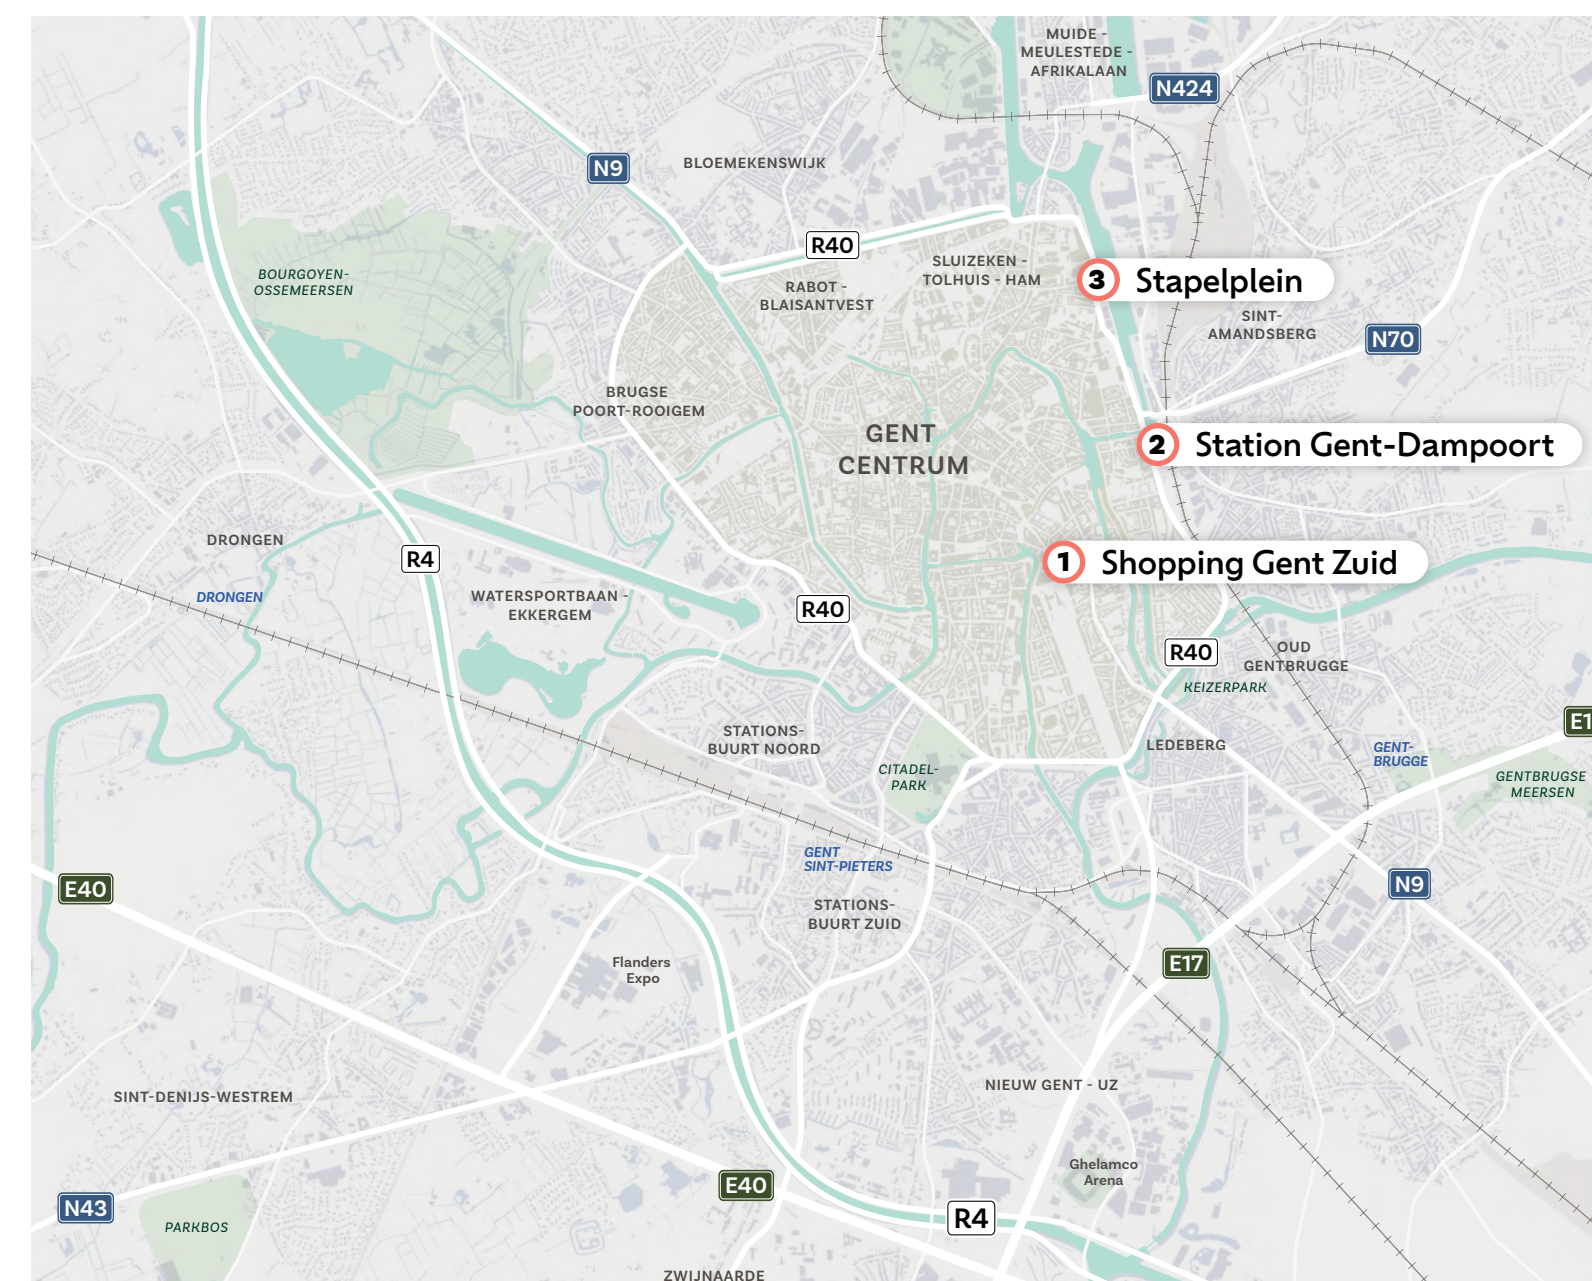 MUIDE -
MEULESTEDE -
AFRIKALAAN
N424
N9
BLOEMEKENSWIJK
R40
SLUIZEKEN -
TOLHUIS - HAM
BOURGOYEN-
OSSEMEERSEN
RABOT -
BLAISANTVEST
3 Stapelplein
SINT-
AMANDSBERG
N70
BRUGSE
POORT-ROOIGEM
GENT
CENTRUM
2 Station Gent-Dampoort
DRONGEN
R4
1 Shopping Gent Zuid
DRONGEN
WATERSPORTBAAN -
EKKERGEM
R40
R40
OUD
GENTBRUGGE
KEIZERPARK
E1
STATIONS-
BUURT NOORD
LEDEBERG
GENT-
BRUGGE
CITADEL-
PARK
GENTBRUGSE
MEERSEN
GENT
SINT-PIETERS
E40
N9
STATIONS-
BUURT ZUID
Flanders
Expo
E17
SINT-DENIJS-WESTREM
NIEUW GENT - UZ
Ghelamco
Arena
E40
N43
PARKBOS
R4
ZWIJNAARDE